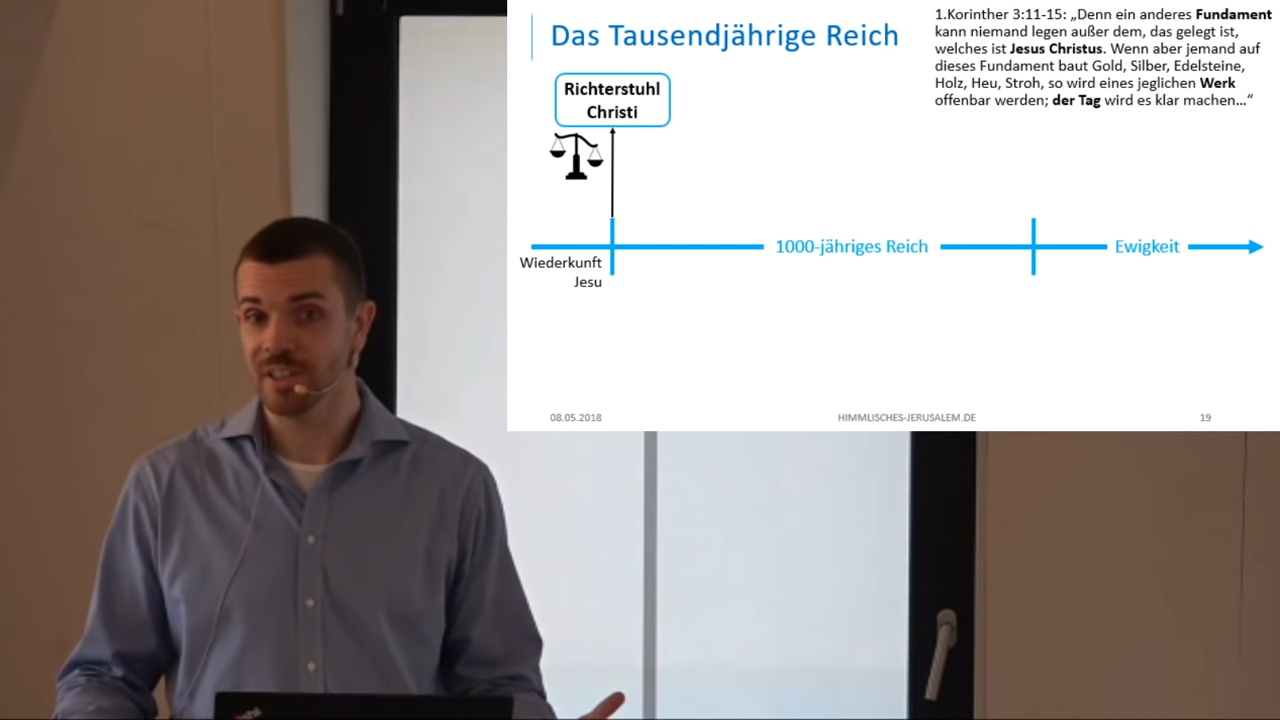 Das Tausendjährige Reich
1.Korinther 3:11-15: „Denn ein anderes Fundament
kann niemand legen außer dem, das gelegt ist,
welches ist Jesus Christus. Wenn aber jemand auf
dieses Fundament baut Gold, Silber, Edelsteine,
Holz, Heu, Stroh, so wird eines jeglichen Werk
offenbar werden; der Tag wird es klar machen…“
Richterstuhl
Christi
1000-jähriges Reich
Ewigkeit
Wiederkunft
Jesu
08.05.2018
HIMMLISCHES-JERUSALEM.DE
19